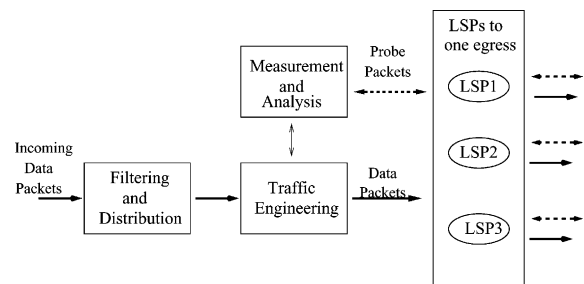 LSPs to
one egress
Probe
Packets
Measurement
and
Analysis
LSP1
Incoming
Data
Packets
Filtering
and
Distribution
Traffic
Engineering
Data
Packets
LSP2
LSP3